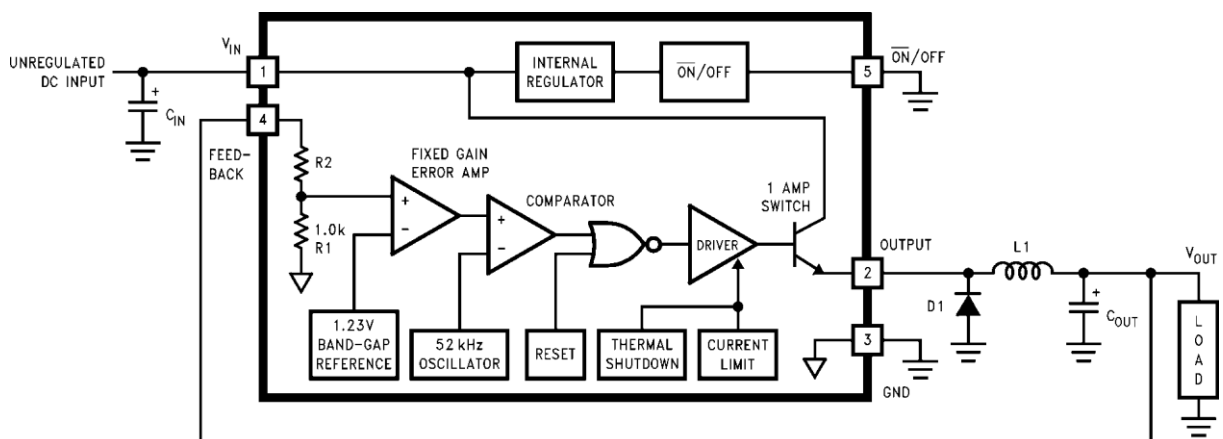 UNREGULATED
DC INPUT
V_IN
1
+
C_IN
4
FEED-
BACK
R2
1.0k
R1
INTERNAL
REGULATOR
O̅N̅/OFF
5
O̅N̅/OFF
FIXED GAIN
ERROR AMP
+
−
COMPARATOR
+
−
DRIVER
1 AMP
SWITCH
OUTPUT
2
L1
V_OUT
D1
+
C_OUT
LOAD
3
GND
1.23V
BAND-GAP
REFERENCE
52 kHz
OSCILLATOR
RESET
THERMAL
SHUTDOWN
CURRENT
LIMIT